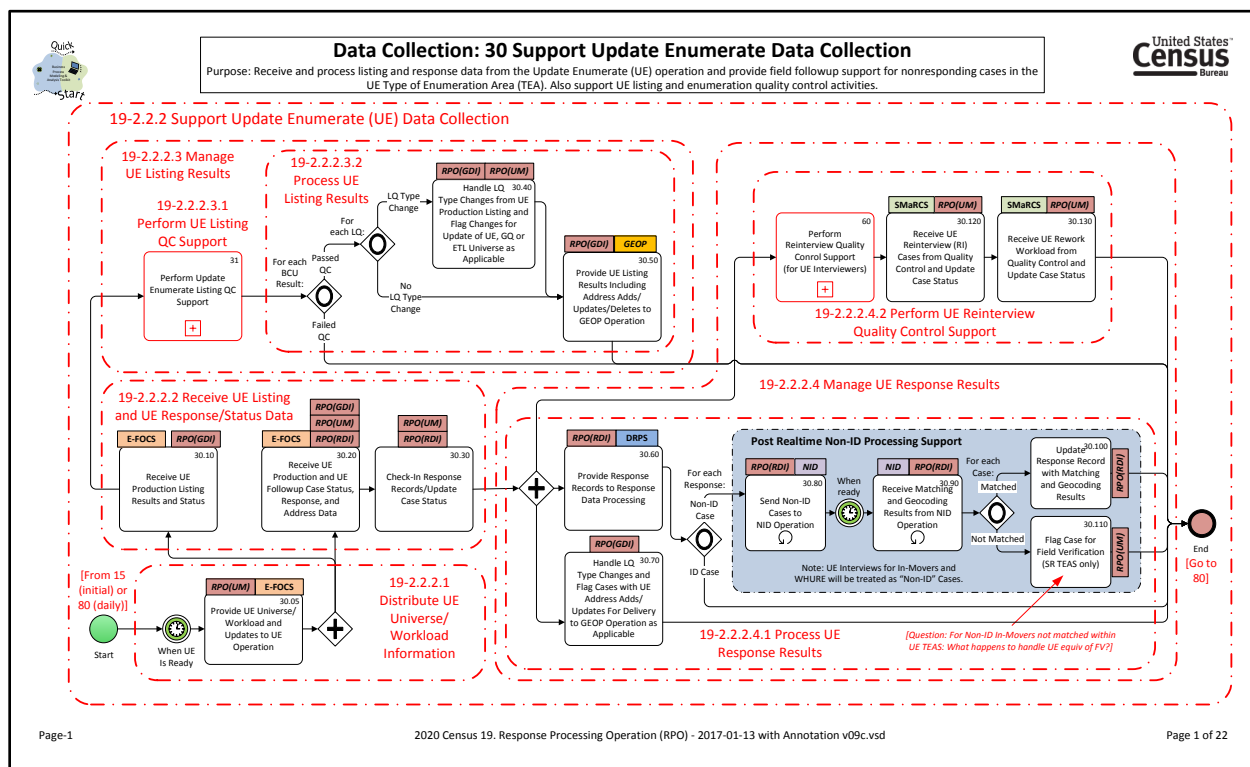 Quick
Start
Data Collection: 30 Support Update Enumerate Data Collection
Purpose: Receive and process listing and response data from the Update Enumerate (UE) operation and provide field followup support for nonresponding cases in the
UE Type of Enumeration Area (TEA). Also support UE listing and enumeration quality control activities.
United States™
Census
Bureau
19-2.2.2 Support Update Enumerate (UE) Data Collection
19-2.2.2.3 Manage
UE Listing Results
19-2.2.2.3.1
Perform UE Listing
QC Support
31
Perform Update
Enumerate Listing QC
Support
+
For each
BCU
Result:
Passed
QC
Failed
QC
19-2.2.2.3.2
Process UE
Listing Results
For
each LQ:
LQ Type
Change
No
LQ Type
Change
RPO(GDI)
RPO(UM)
30.40
Handle LQ
Type Changes from UE
Production Listing and
Flag Changes for
Update of UE, GQ or
ETL Universe as
Applicable
RPO(GDI)
GEOP
30.50
Provide UE Listing
Results Including
Address Adds/
Updates/Deletes to
GEOP Operation
60
Perform
Reinterview Quality
Conrol Support
(for UE Interviewers)
+
SMaRCS
RPO(UM)
30.120
Receive UE
Reinterview (RI)
Cases from Quality
Control and Update
Case Status
SMaRCS
RPO(UM)
30.130
Receive UE Rework
Workload from
Quality Control and
Update Case Status
19-2.2.2.4.2 Perform UE Reinterview
Quality Control Support
19-2.2.2.2 Receive UE Listing
and UE Response/Status Data
E-FOCS
RPO(GDI)
30.10
Receive UE
Production Listing
Results and Status
RPO(GDI)
RPO(UM)
E-FOCS
RPO(RDI)
30.20
Receive UE
Production and UE
Followup Case Status,
Response, and
Address Data
RPO(UM)
RPO(RDI)
30.30
Check-In Response
Records/Update
Case Status
19-2.2.2.4 Manage UE Response Results
RPO(RDI)
DRPS
30.60
Provide Response
Records to Response
Data Processing
RPO(GDI)
30.70
Handle LQ
Type Changes and
Flag Cases with UE
Address Adds/
Updates For Delivery
to GEOP Operation as
Applicable
For each
Response:
Non-ID
Case
ID Case
Post Realtime Non-ID Processing Support
RPO(RDI)
NID
30.80
Send Non-ID
Cases to
NID Operation
When
ready
NID
RPO(RDI)
30.90
Receive Matching
and Geocoding
Results from NID
Operation
For each
Case:
Matched
Not Matched
30.100
Update
Response Record
with Matching
and Geocoding
Results
RPO(RDI)
30.110
Flag Case for
Field Verification
(SR TEAS only)
RPO(UM)
Note: UE Interviews for In-Movers and
WHURE will be treated as “Non-ID” Cases.
19-2.2.2.4.1 Process UE
Response Results
[Question: For Non-ID In-Movers not matched within
UE TEAS: What happens to handle UE equiv of FV?]
End
[Go to
80]
[From 15
(initial) or
80 (daily)]
Start
When UE
Is Ready
RPO(UM)
E-FOCS
30.05
Provide UE Universe/
Workload and
Updates to UE
Operation
19-2.2.2.1
Distribute UE
Universe/
Workload
Information
Page-1
2020 Census 19. Response Processing Operation (RPO) - 2017-01-13 with Annotation v09c.vsd
Page 1 of 22